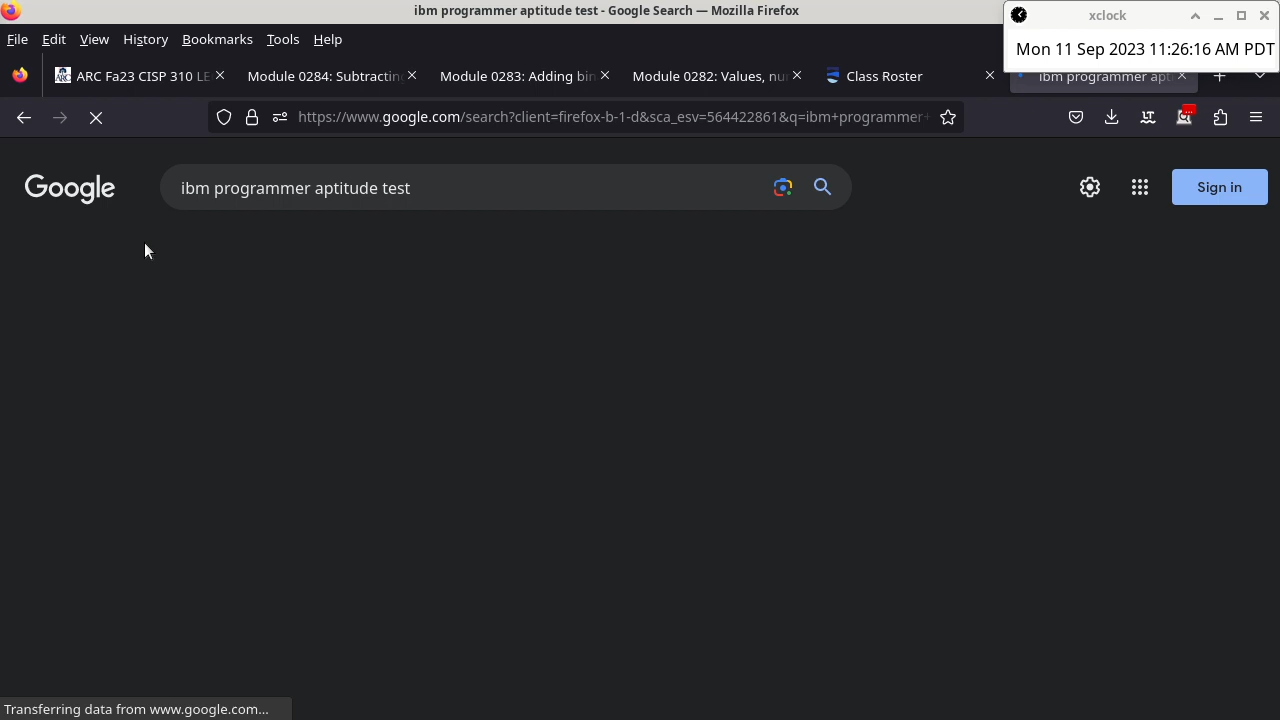 ibm programmer aptitude test - Google Search — Mozilla Firefox
xclock
File Edit View History Bookmarks Tools Help
Mon 11 Sep 2023 11:26:16 AM PDT
ARC Fa23 CISP 310 LE
Module 0284: Subtractin
Module 0283: Adding bin
Module 0282: Values, nu
Class Roster
ibm programmer apt
https://www.google.com/search?client=firefox-b-1-d&sca_esv=564422861&q=ibm+programmer+
Google
ibm programmer aptitude test
Sign in
Transferring data from www.google.com...